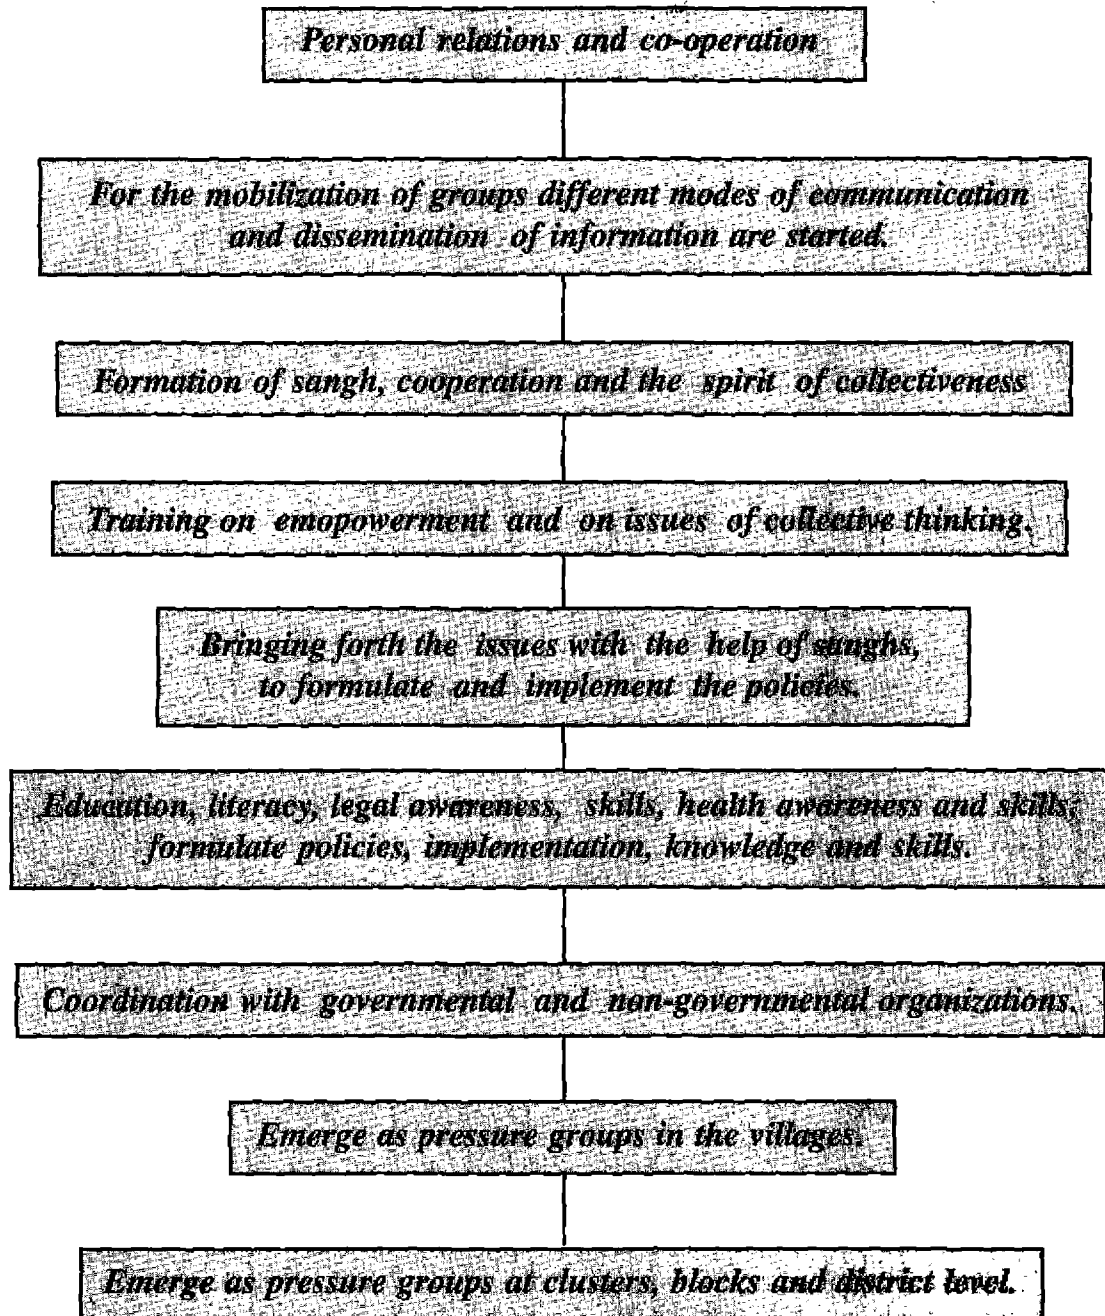 Personal relations and co-operation
For the mobilization of groups different modes of communication
and dissemination of information are started.
Formation of sangh, cooperation and the spirit of collectiveness
Training on emopowerment and on issues of collective thinking.
Bringing forth the issues with the help of sanghs,
to formulate and implement the policies.
Education, literacy, legal awareness, skills, health awareness and skills;
formulate policies, implementation, knowledge and skills.
Coordination with governmental and non-governmental organizations.
Emerge as pressure groups in the villages.
Emerge as pressure groups at clusters, blocks and district level.